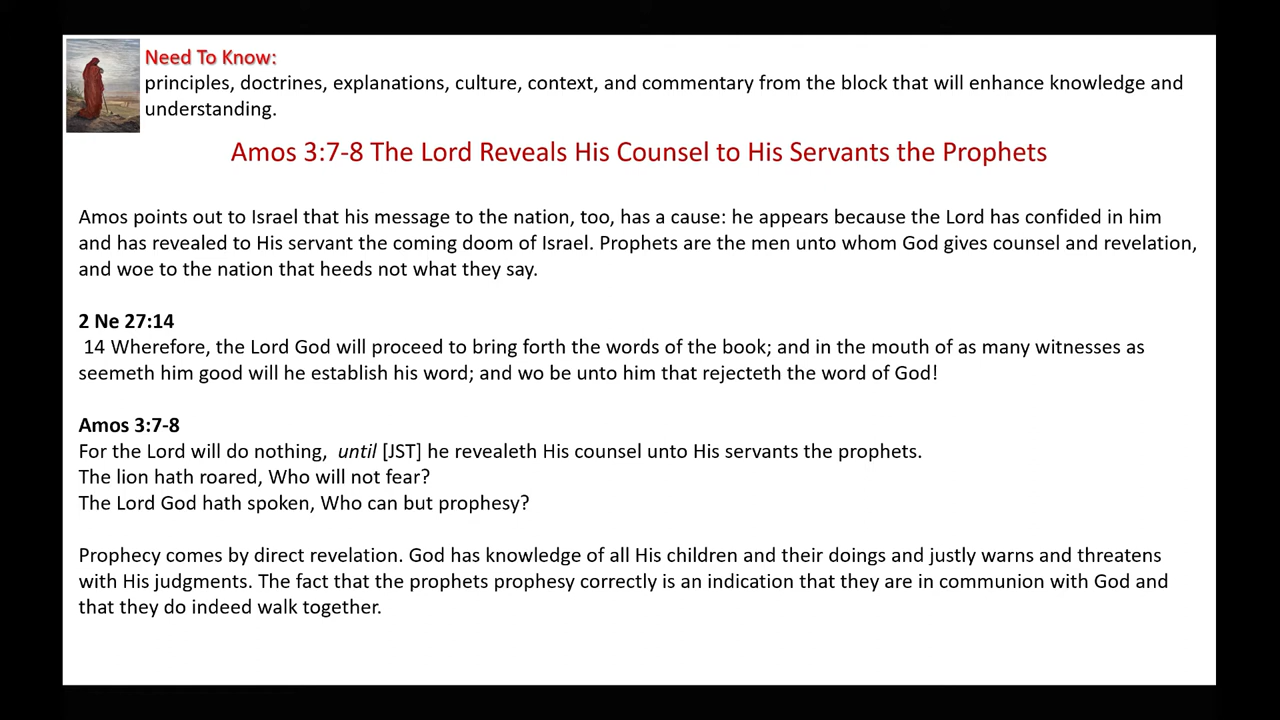 Need To Know:
principles, doctrines, explanations, culture, context, and commentary from the block that will enhance knowledge and
understanding.
Amos 3:7-8 The Lord Reveals His Counsel to His Servants the Prophets
Amos points out to Israel that his message to the nation, too, has a cause: he appears because the Lord has confided in him
and has revealed to His servant the coming doom of Israel. Prophets are the men unto whom God gives counsel and revelation,
and woe to the nation that heeds not what they say.
2 Ne 27:14
14 Wherefore, the Lord God will proceed to bring forth the words of the book; and in the mouth of as many witnesses as
seemeth him good will he establish his word; and wo be unto him that rejecteth the word of God!
Amos 3:7-8
For the Lord will do nothing, until [JST] he revealeth His counsel unto His servants the prophets.
The lion hath roared, Who will not fear?
The Lord God hath spoken, Who can but prophesy?
Prophecy comes by direct revelation. God has knowledge of all His children and their doings and justly warns and threatens
with His judgments. The fact that the prophets prophesy correctly is an indication that they are in communion with God and
that they do indeed walk together.